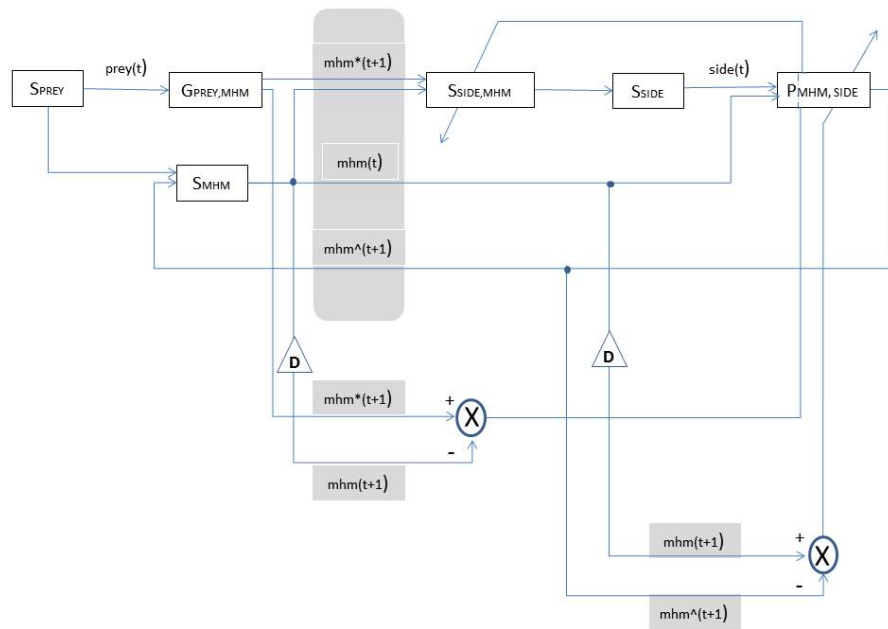 mhm*(t+1)
prey(t)
side(t)
SPREY
GPREY,MHM
SSIDE,MHM
SSIDE
PMHM, SIDE
mhm(t)
SMHM
mhm^(t+1)
D
D
mhm*(t+1)
+
X
-
mhm(t+1)
mhm(t+1)
+
X
-
mhm^(t+1)